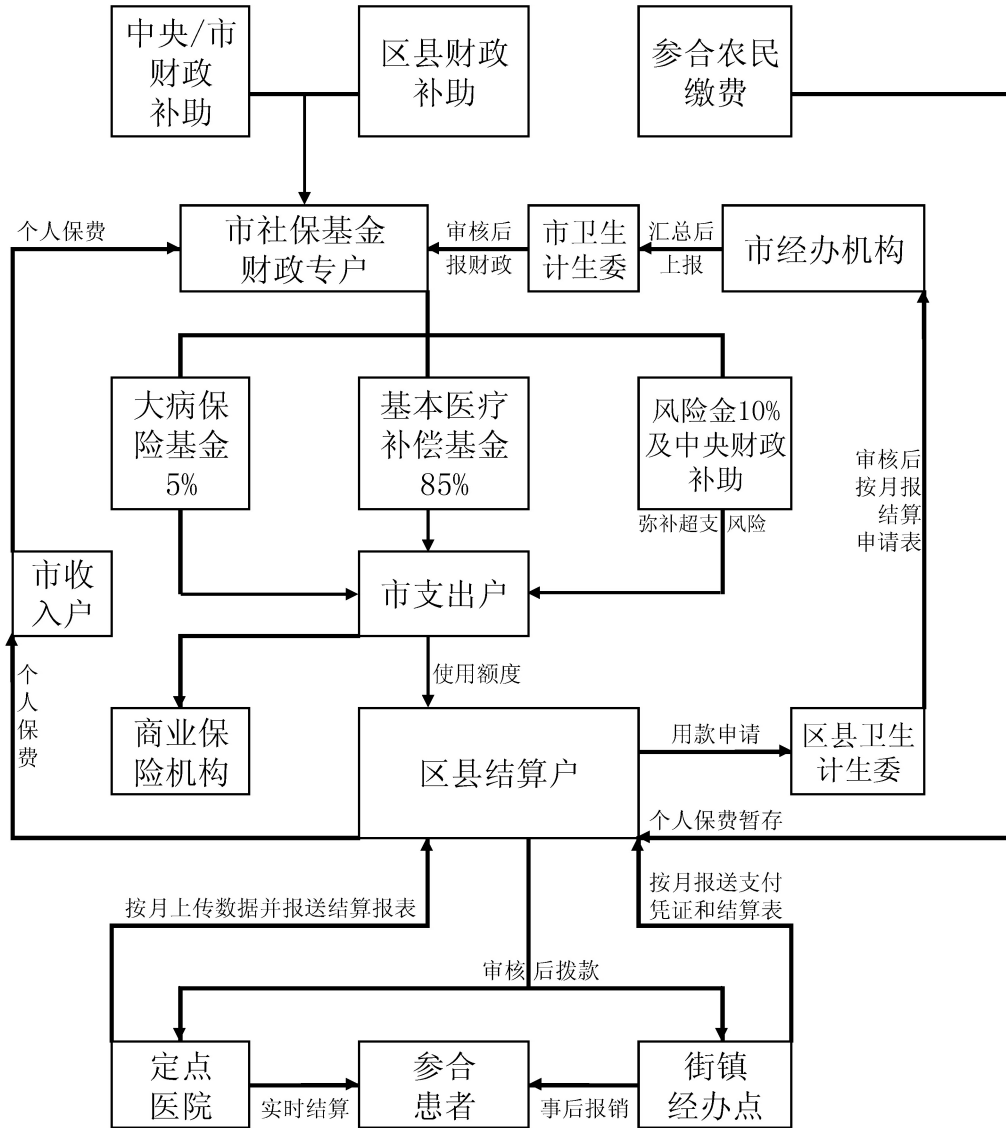 中央/市
财政
补助
区县财政
补助
参合农民
缴费
个人保费
市社保基金
财政专户
审核后
报财政
市卫生
计生委
汇总后
上报
市经办机构
大病保
险基金
5%
基本医疗
补偿基金
85%
风险金10%
及中央财政
补助
审核后
按月报
结算
申请表
弥补超支 风险
市收
入户
市支出户
个
人
保
费
使用额度
商业保
险机构
区县结算户
用款申请
区县卫生
计生委
个人保费暂存
按月上传数据并报送结算报表
按月报送支付
凭证和结算表
审核 后拨款
定点
医院
实时结算
参合
患者
事后报销
街镇
经办点